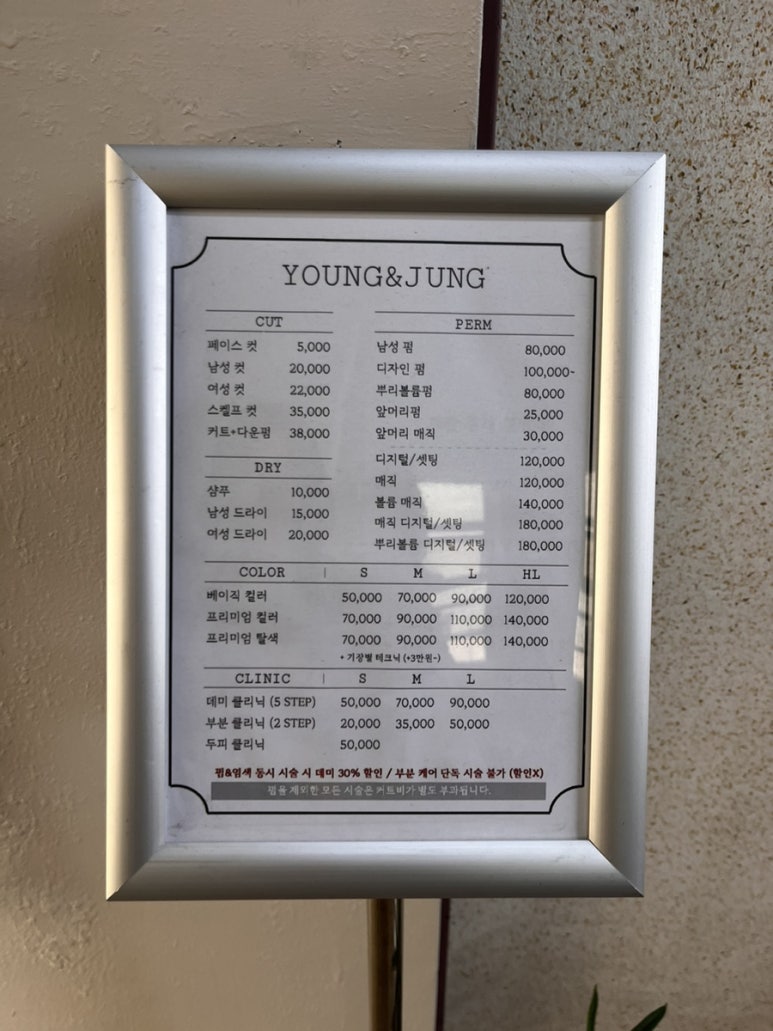 YOUNG&JUNG
CUT
페이스 컷 5,000
남성 컷 20,000
여성 컷 22,000
스켈프 컷 35,000
커트+다운펌 38,000
DRY
샴푸 10,000
남성 드라이 15,000
여성 드라이 20,000
PERM
남성 펌 80,000
디자인 펌 100,000~
뿌리볼륨펌 80,000
앞머리펌 25,000
앞머리 매직 30,000
디지털/셋팅 120,000
매직 120,000
볼륨 매직 140,000
매직 디지털/셋팅 180,000
뿌리볼륨 디지털/셋팅 180,000
COLOR | S M L HL
베이직 컬러 50,000 70,000 90,000 120,000
프리미엄 컬러 70,000 90,000 110,000 140,000
프리미엄 탈색 70,000 90,000 110,000 140,000
+ 기장별 테크닉 (+3만원~)
CLINIC | S M L
데미 클리닉 (5 STEP) 50,000 70,000 90,000
부분 클리닉 (2 STEP) 20,000 35,000 50,000
두피 클리닉 50,000
펌&염색 동시 시술 시 데미 30% 할인 / 부분 케어 단독 시술 불가 (할인X)
펌을 제외한 모든 시술은 커트비가 별도 부과됩니다.